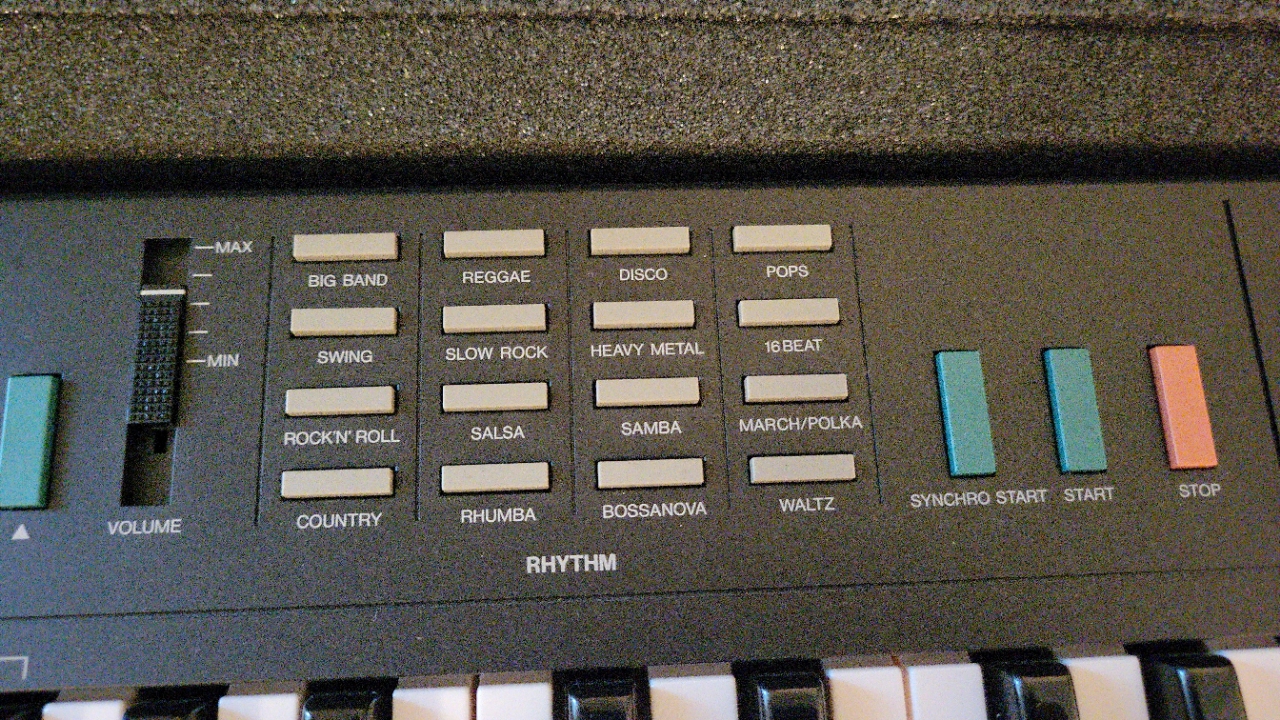 MAX
BIG BAND REGGAE DISCO POPS
SWING SLOW ROCK HEAVY METAL 16 BEAT
MIN
ROCK'N' ROLL SALSA SAMBA MARCH/POLKA
COUNTRY RHUMBA BOSSANOVA WALTZ
VOLUME
SYNCHRO START START STOP
RHYTHM